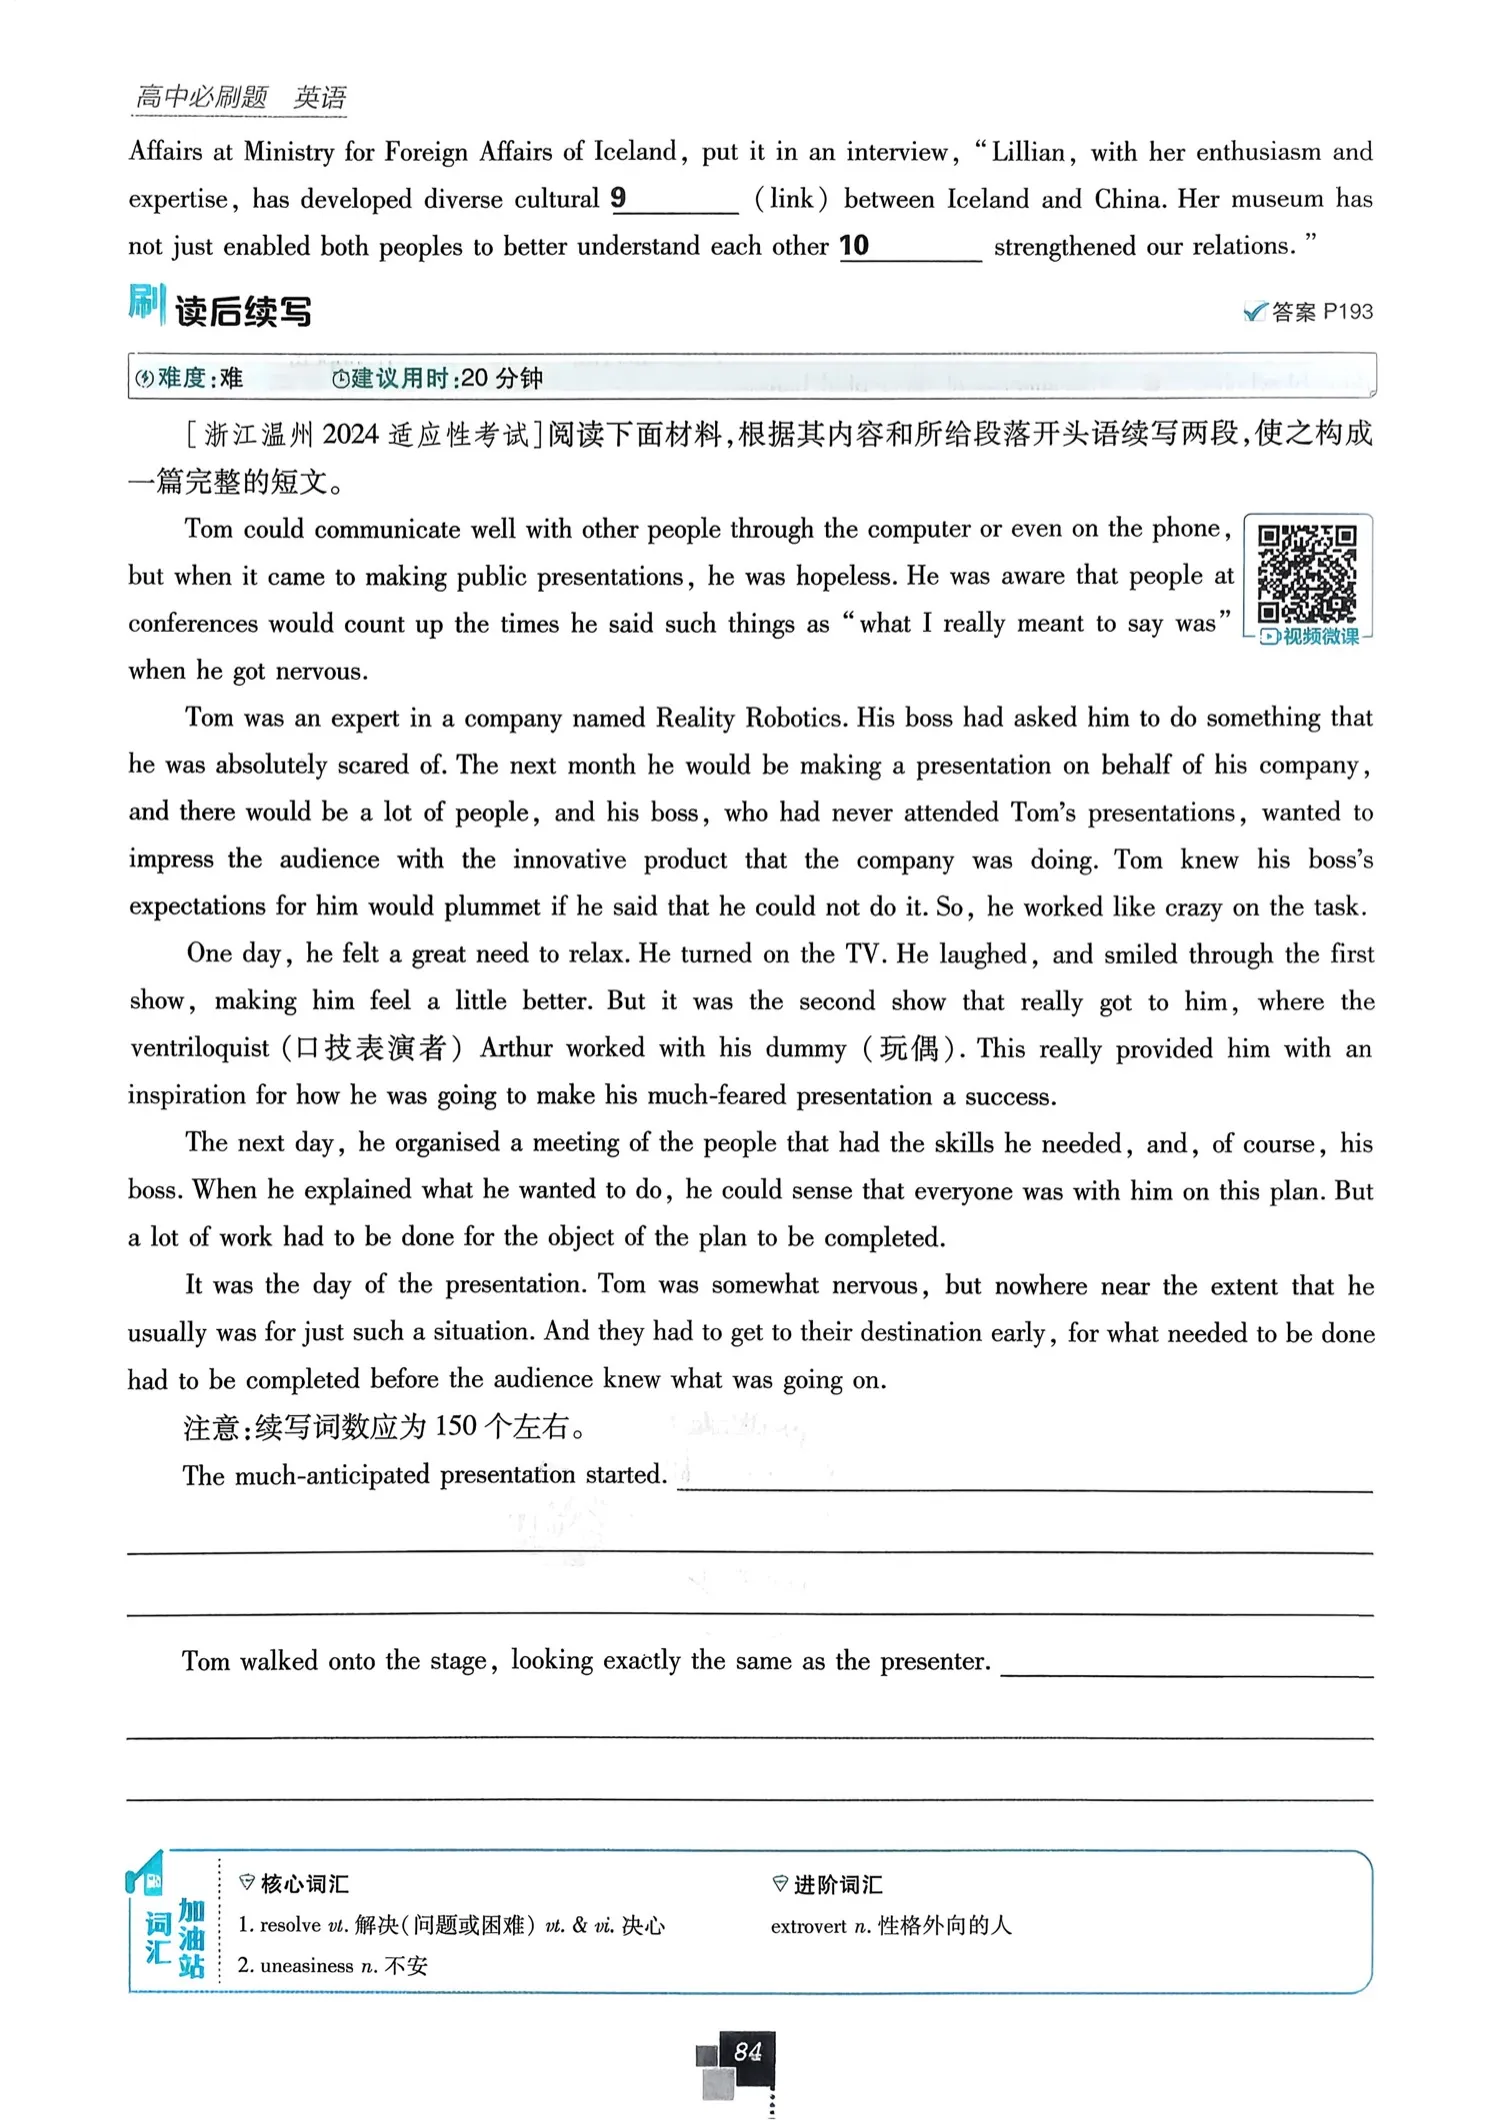 高中必刷题 英语
Affairs at Ministry for Foreign Affairs of Iceland, put it in an interview, “Lillian, with her enthusiasm and
expertise, has developed diverse cultural 9________ (link) between Iceland and China. Her museum has
not just enabled both peoples to better understand each other 10________ strengthened our relations.”
刷 读后续写
答案 P193
难度:难 建议用时:20 分钟
[浙江温州 2024 适应性考试]阅读下面材料,根据其内容和所给段落开头语续写两段,使之构成
一篇完整的短文。
Tom could communicate well with other people through the computer or even on the phone,
but when it came to making public presentations, he was hopeless. He was aware that people at
conferences would count up the times he said such things as “what I really meant to say was”
when he got nervous.
视频微课
Tom was an expert in a company named Reality Robotics. His boss had asked him to do something that
he was absolutely scared of. The next month he would be making a presentation on behalf of his company,
and there would be a lot of people, and his boss, who had never attended Tom’s presentations, wanted to
impress the audience with the innovative product that the company was doing. Tom knew his boss’s
expectations for him would plummet if he said that he could not do it. So, he worked like crazy on the task.
One day, he felt a great need to relax. He turned on the TV. He laughed, and smiled through the first
show, making him feel a little better. But it was the second show that really got to him, where the
ventriloquist (口技表演者) Arthur worked with his dummy (玩偶). This really provided him with an
inspiration for how he was going to make his much-feared presentation a success.
The next day, he organised a meeting of the people that had the skills he needed, and, of course, his
boss. When he explained what he wanted to do, he could sense that everyone was with him on this plan. But
a lot of work had to be done for the object of the plan to be completed.
It was the day of the presentation. Tom was somewhat nervous, but nowhere near the extent that he
usually was for just such a situation. And they had to get to their destination early, for what needed to be done
had to be completed before the audience knew what was going on.
注意:续写词数应为 150 个左右。
The much-anticipated presentation started.
Tom walked onto the stage, looking exactly the same as the presenter.
词汇加油站
核心词汇
1. resolve vt. 解决(问题或困难) vt. & vi. 决心
2. uneasiness n. 不安
进阶词汇
extrovert n. 性格外向的人
84